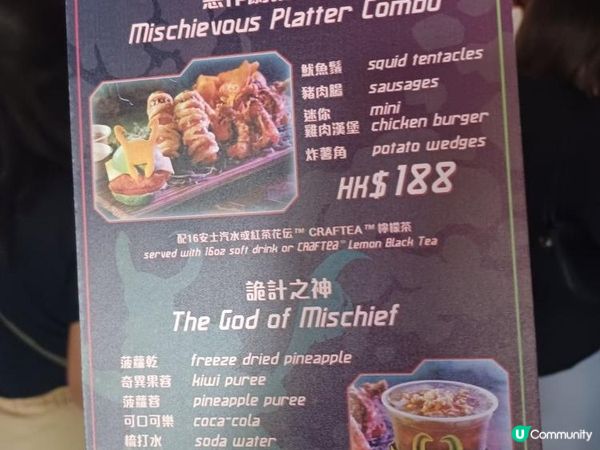 Mischievous Platter Combo
魷魚鬚 squid tentacles
豬肉腸 sausages
迷你雞肉漢堡 mini chicken burger
炸薯角 potato wedges
HK$188
配16安士汽水或紅茶花伝™ CRAFTEA™ 檸檬茶
served with 16oz soft drink or CRAFTEA™ Lemon Black Tea
詭計之神
The God of Mischief
菠蘿乾 freeze dried pineapple
奇異果蓉 kiwi puree
菠蘿蓉 pineapple puree
可口可樂 coca-cola
梳打水 soda water
U Community